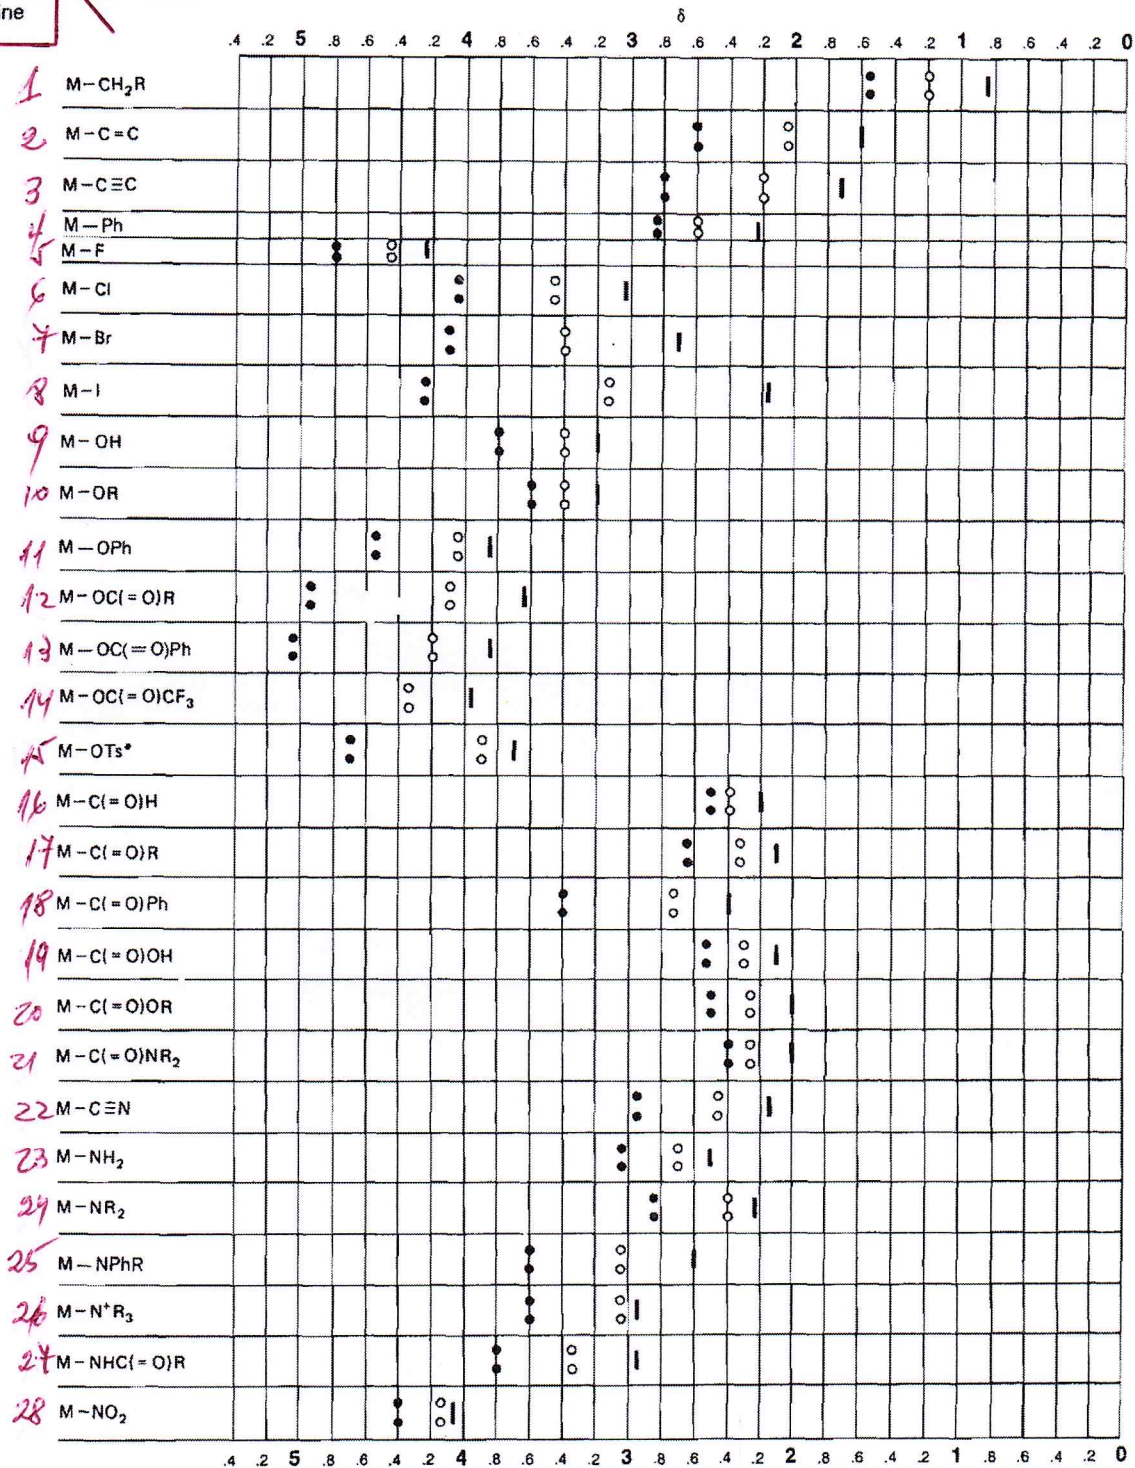 ine
δ
.4 .2 5 .8 .6 .4 .2 4 .8 .6 .4 .2 3 .8 .6 .4 .2 2 .8 .6 .4 .2 1 .8 .6 .4 .2 0
1 M–CH₂R
2 M–C=C
3 M–C≡C
4 M–Ph
5 M–F
6 M–Cl
7 M–Br
8 M–I
9 M–OH
10 M–OR
11 M–OPh
12 M–OC(=O)R
13 M–OC(=O)Ph
14 M–OC(=O)CF₃
15 M–OTs*
16 M–C(=O)H
17 M–C(=O)R
18 M–C(=O)Ph
19 M–C(=O)OH
20 M–C(=O)OR
21 M–C(=O)NR₂
22 M–C≡N
23 M–NH₂
24 M–NR₂
25 M–NPhR
26 M–N⁺R₃
27 M–NHC(=O)R
28 M–NO₂
.4 .2 5 .8 .6 .4 .2 4 .8 .6 .4 .2 3 .8 .6 .4 .2 2 .8 .6 .4 .2 1 .8 .6 .4 .2 0